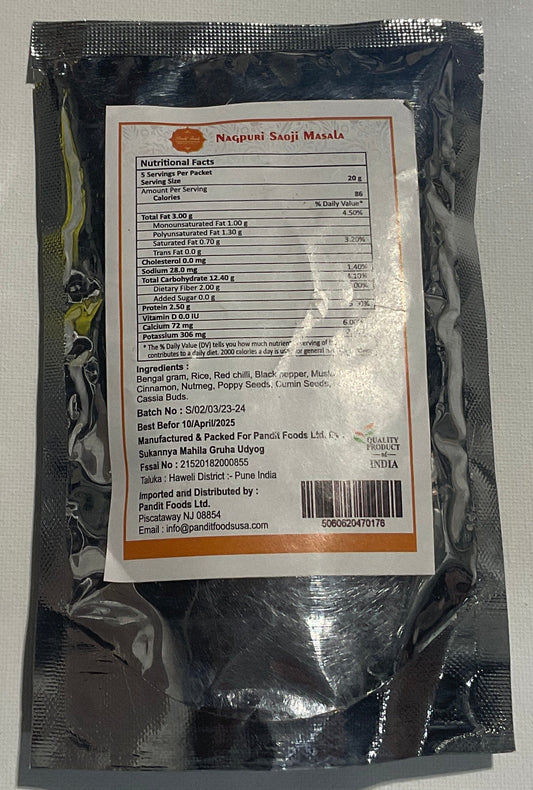 Nagpuri Saoji Masala
Nutritional Facts
5 Servings Per Packet
Serving Size 20 g
Amount Per Serving
Calories 86
% Daily Value*
Total Fat 3.00 g 4.50%
Monounsaturated Fat 1.00 g
Polyunsaturated Fat 1.30 g
Saturated Fat 0.70 g 3.20%
Trans Fat 0.0 g
Cholesterol 0.0 mg
Sodium 28.0 mg 1.40%
Total Carbohydrate 12.40 g 4.10%
Dietary Fiber 2.00 g
Added Sugar 0.0 g
Protein 2.50 g
Vitamin D 0.0 IU
Calcium 72 mg
Potassium 306 mg
* The % Daily Value (DV) tells you how much nutrient serving of
contributes to a daily diet. 2000 calories a day is general
Ingredients :
Bengal gram, Rice, Red chilli, Black pepper,
Cinnamon, Nutmeg, Poppy Seeds, Cumin Seeds,
Cassia Buds.
Batch No : S/02/03/23-24
Best Befor 10/April/2025
Manufactured & Packed For Pandit Foods Ltd.
Sukannya Mahila Gruha Udyog
Fssai No : 21520182000855
Taluka : Haweli District :- Pune India
QUALITY
PRODUCT
of
INDIA
Imported and Distributed by :
Pandit Foods Ltd.
Piscataway NJ 08854
Email : info@panditfoodsusa.com
5060620470176